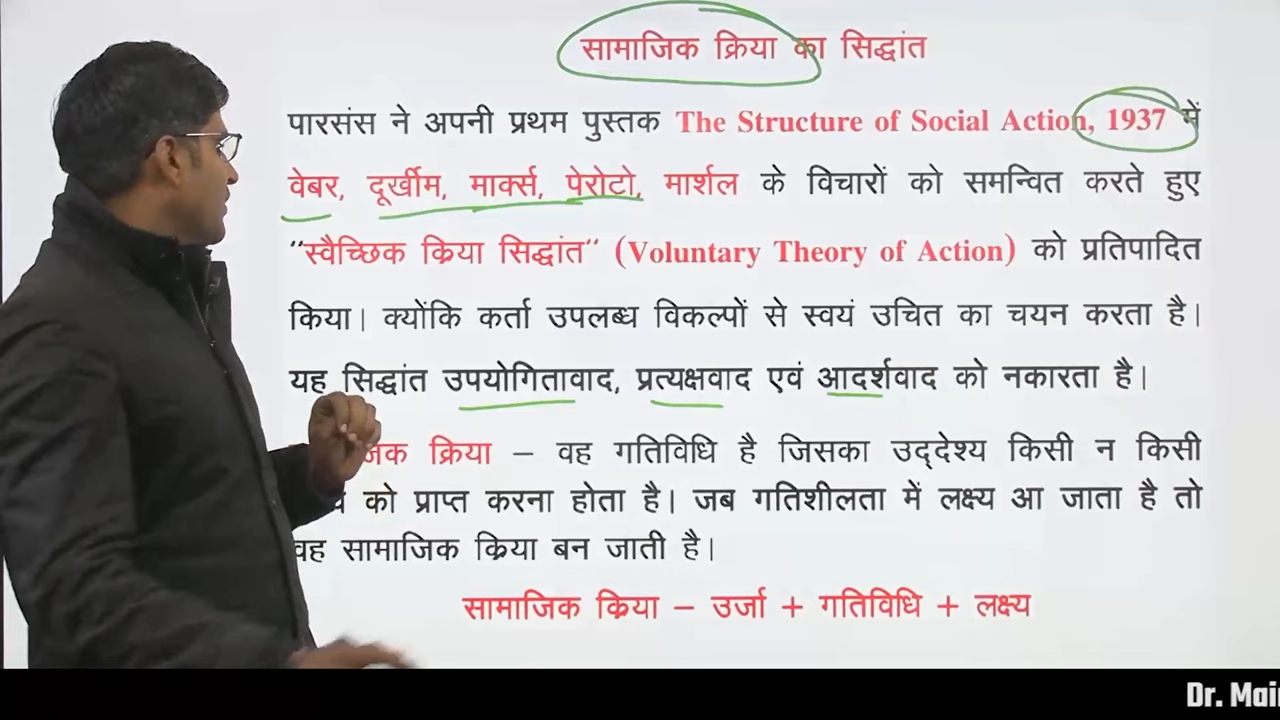 सामाजिक क्रिया का सिद्धांत
पारसंस ने अपनी प्रथम पुस्तक The Structure of Social Action, 1937 में
वेबर, दूर्खीम, मार्क्स, पेरोटो, मार्शल के विचारों को समन्वित करते हुए
"स्वैच्छिक क्रिया सिद्धांत" (Voluntary Theory of Action) को प्रतिपादित
किया। क्योंकि कर्ता उपलब्ध विकल्पों से स्वयं उचित का चयन करता है।
यह सिद्धांत उपयोगितावाद, प्रत्यक्षवाद एवं आदर्शवाद को नकारता है।
क्रिया – वह गतिविधि है जिसका उद्देश्य किसी न किसी
को प्राप्त करना होता है। जब गतिशीलता में लक्ष्य आ जाता है तो
वह सामाजिक क्रिया बन जाती है।
सामाजिक क्रिया – उर्जा + गतिविधि + लक्ष्य
Dr.